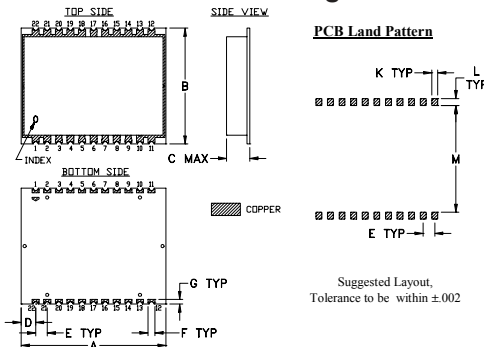 TOP SIDE
22 21 20 19 18 17 16 15 14 13 12
B
INDEX
1 2 3 4 5 6 7 8 9 10 11
SIDE VIEW
C MAX
BOTTOM SIDE
1 2 3 4 5 6 7 8 9 10 11
COPPER
G TYP
22 21 20 19 18 17 16 15 14 13 12
D
E TYP
F TYP
A
PCB Land Pattern
K TYP
L
TYP
M
E TYP
Suggested Layout,
Tolerance to be within ±.002